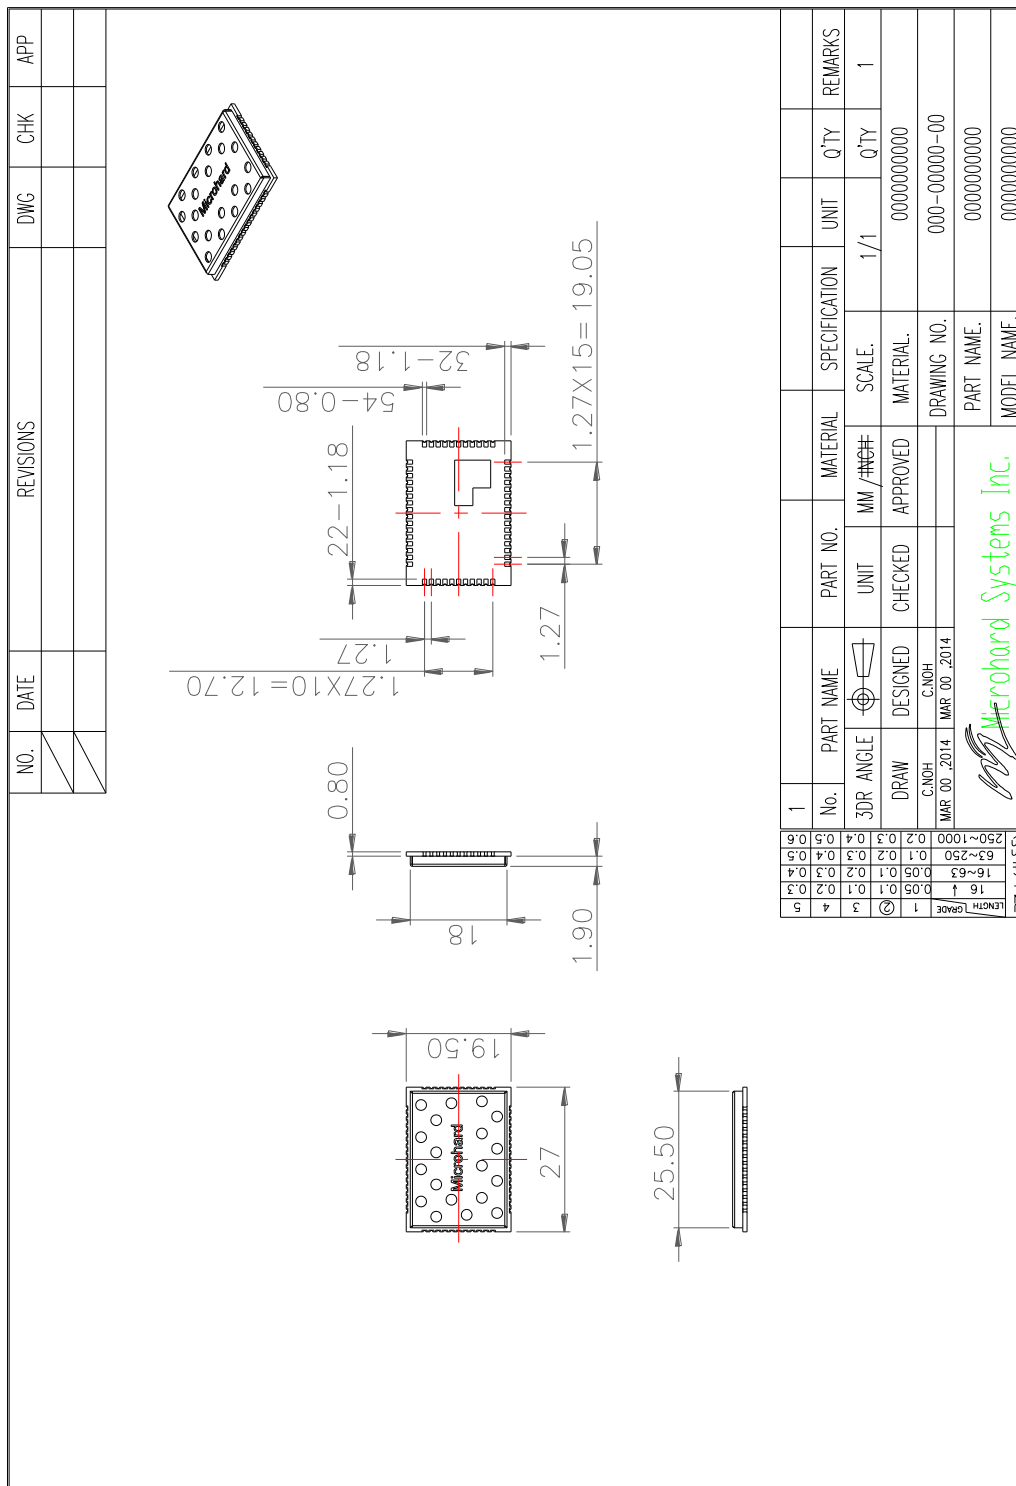 NO.
DATE
REVISIONS
DWG
CHK
APP
Microhard
22-1.18
54-0.80
32-1.18
1.27X15=19.05
1.27
1.27
1.27X10=12.70
0.80
18
1.90
19.50
Microhard
27
25.50
1
No.
PART NAME
PART NO.
MATERIAL
SPECIFICATION
UNIT
Q'TY
REMARKS
3DR ANGLE
UNIT
MM /INCH
SCALE.
1/1
Q'TY
1
DRAW
DESIGNED
CHECKED
APPROVED
MATERIAL.
0000000000
C.NOH
C.NOH
MAR 00 ,2014
MAR 00 ,2014
DRAWING NO.
000-00000-00
PART NAME.
0000000000
MODEL NAME.
0000000000
Microhard Systems Inc.
LENGTH GRADE 1 2 3 4 5
16 ↓ 0.05 0.1 0.1 0.2 0.3
16~63 0.05 0.1 0.2 0.3 0.4
63~250 0.1 0.2 0.3 0.4 0.5
250~1000 0.2 0.3 0.4 0.5 0.6